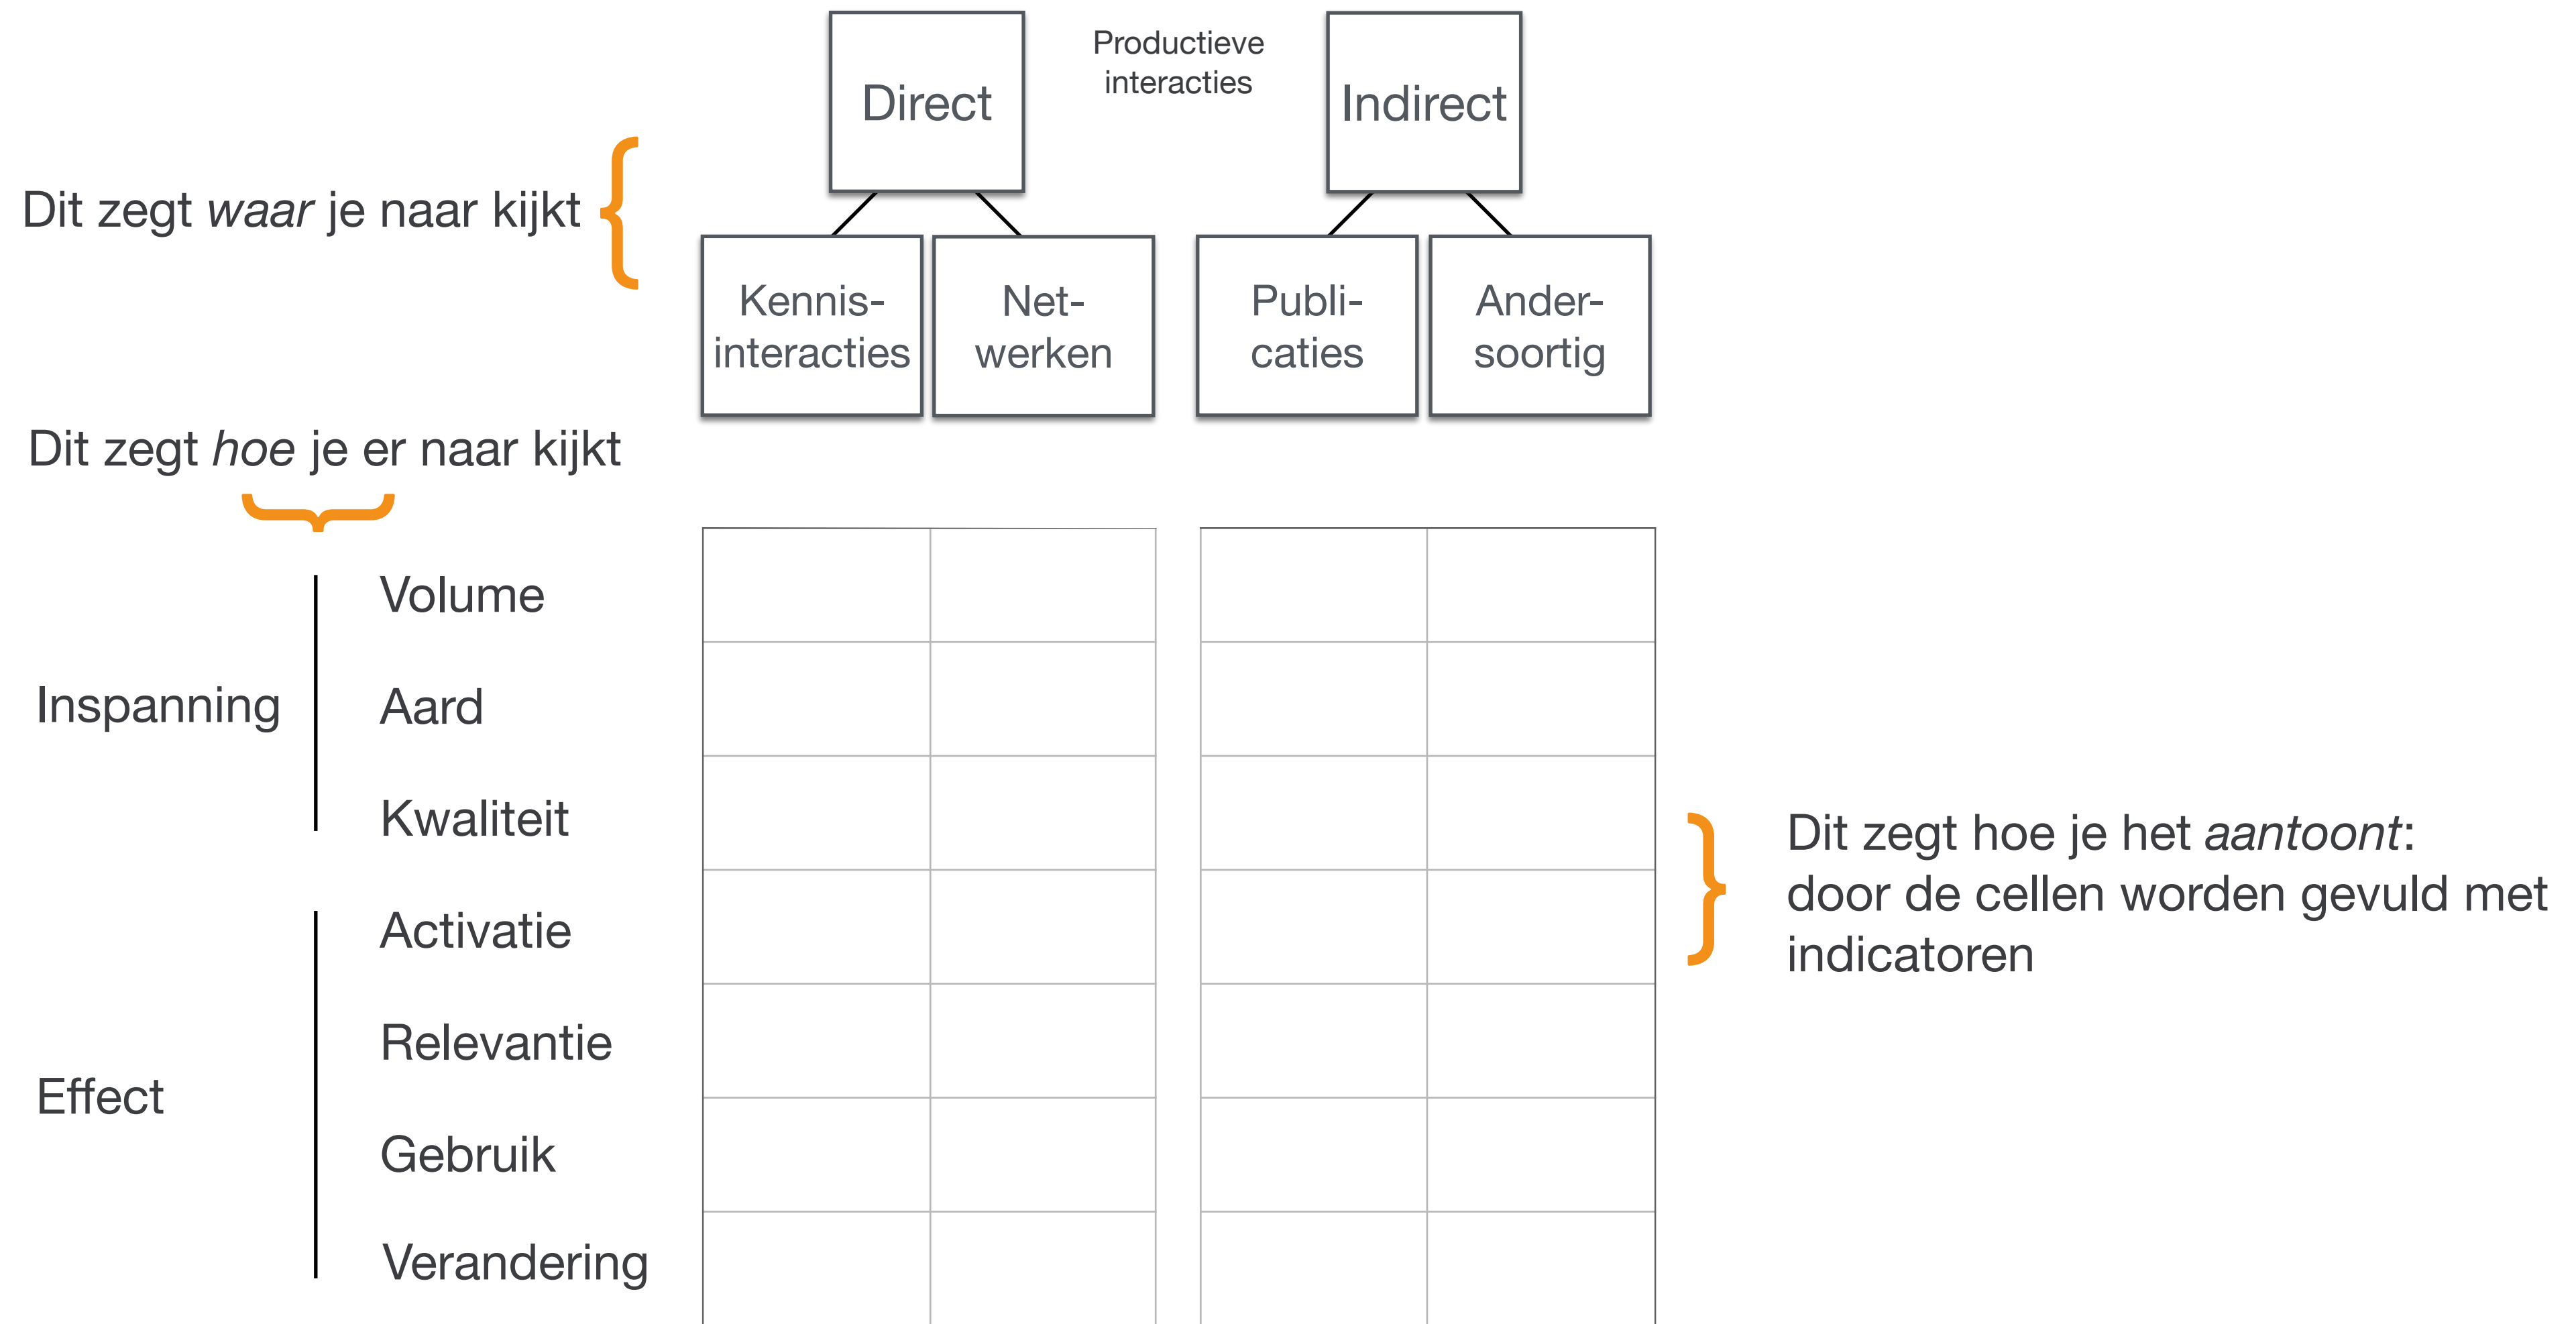 Productieve
interacties
Direct
Indirect
Dit zegt waar je naar kijkt
Kennis-
interacties
Net-
werken
Publi-
caties
Ander-
soortig
Dit zegt hoe je er naar kijkt
Inspanning
Volume
Aard
Kwaliteit
Effect
Activatie
Relevantie
Gebruik
Verandering
Dit zegt hoe je het aantoont:
door de cellen worden gevuld met
indicatoren